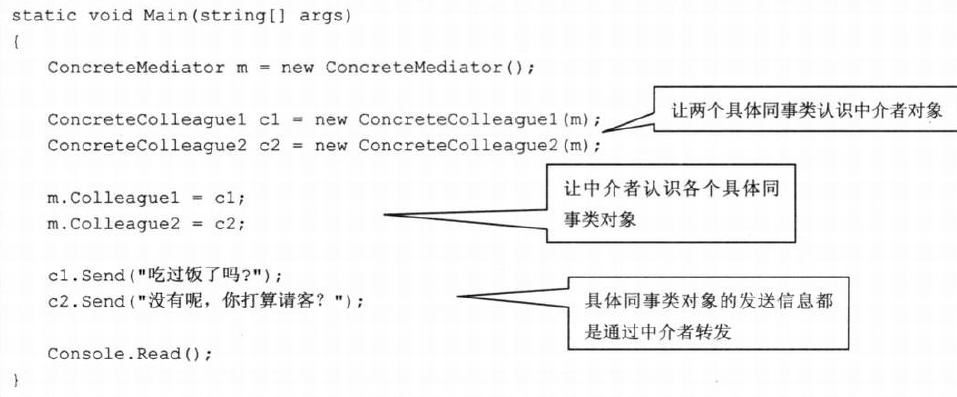 static void Main(string[] args)
{
ConcreteMediator m = new ConcreteMediator();
ConcreteColleague1 c1 = new ConcreteColleague1(m);
ConcreteColleague2 c2 = new ConcreteColleague2(m);
让两个具体同事类认识中介者对象
m.Colleague1 = c1;
m.Colleague2 = c2;
让中介者认识各个具体同
事类对象
c1.Send("吃过饭了吗?");
c2.Send("没有呢，你打算请客？");
具体同事类对象的发送信息都
是通过中介者转发
Console.Read();
}